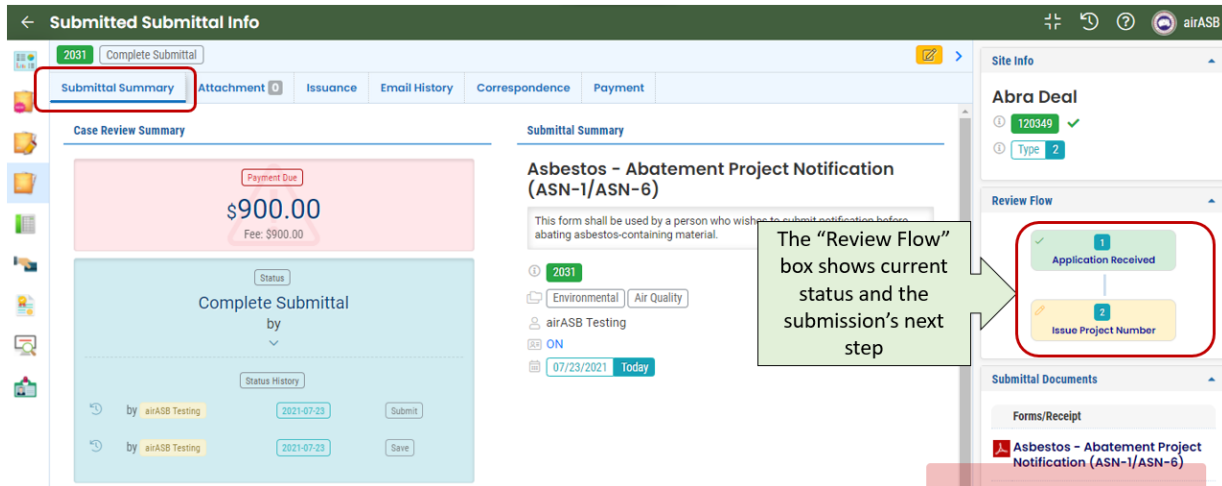 Submitted Submittal Info
airASB
2031 Complete Submittal
Submittal Summary Attachment 0 Issuance Email History Correspondence Payment
Case Review Summary
Payment Due
$900.00
Fee: $900.00
Status
Complete Submittal
by
Status History
by airASB Testing 2021-07-23 Submit
by airASB Testing 2021-07-23 Save
Submittal Summary
Asbestos - Abatement Project Notification
(ASN-1/ASN-6)
This form shall be used by a person who wishes to submit notification before
abating asbestos-containing material.
2031
Environmental Air Quality
airASB Testing
ON
07/23/2021 Today
The “Review Flow”
box shows current
status and the
submission’s next
step
Site Info
Abra Deal
120349
Type 2
Review Flow
1
Application Received
2
Issue Project Number
Submittal Documents
Forms/Receipt
Asbestos - Abatement Project
Notification (ASN-1/ASN-6)